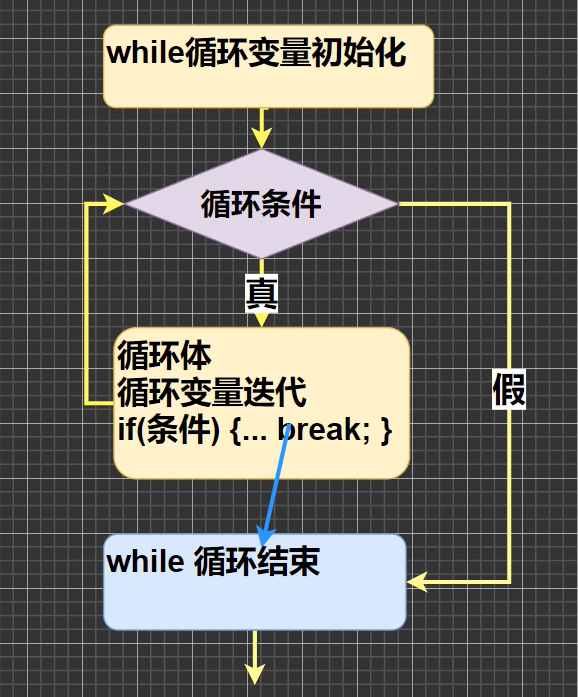 while循环变量初始化
循环条件
真
循环体
循环变量迭代
if(条件) {... break; }
假
while 循环结束